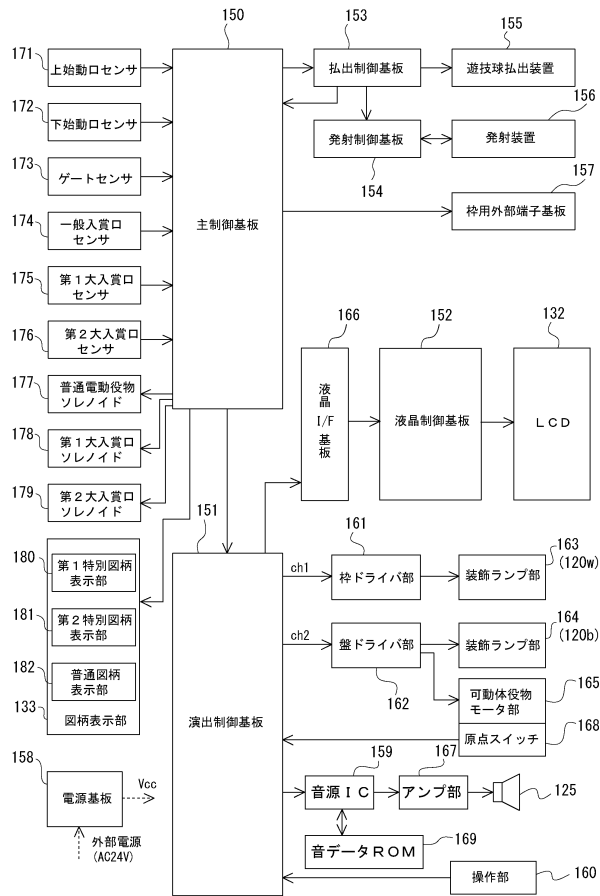 150
171
上始動口センサ
172
下始動口センサ
173
ゲートセンサ
174
一般入賞口
センサ
175
第1大入賞口
センサ
176
第2大入賞口
センサ
177
普通電動役物
ソレノイド
178
第1大入賞口
ソレノイド
179
第2大入賞口
ソレノイド
主制御基板
153
払出制御基板
155
遊技球払出装置
発射制御基板
154
156
発射装置
157
枠用外部端子基板
166
液晶
I/F
基板
152
液晶制御基板
132
LCD
180
第1特別図柄
表示部
181
第2特別図柄
表示部
182
普通図柄
表示部
133
図柄表示部
158
電源基板
Vcc
外部電源
(AC24V)
151
演出制御基板
ch1
161
枠ドライバ部
163
(120w)
装飾ランプ部
ch2
盤ドライバ部
162
164
(120b)
装飾ランプ部
165
可動体役物
モータ部
168
原点スイッチ
159
音源IC
167
アンプ部
125
169
音データROM
操作部
160